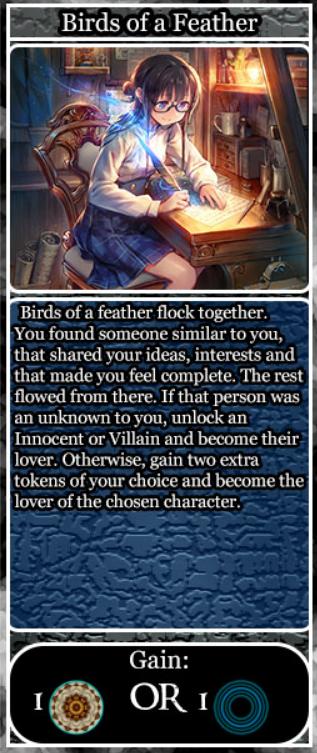 Birds of a Feather
Birds of a feather flock together.
You found someone similar to you,
that shared your ideas, interests and
that made you feel complete. The rest
flowed from there. If that person was
an unknown to you, unlock an
Innocent or Villain and become their
lover. Otherwise, gain two extra
tokens of your choice and become the
lover of the chosen character.
Gain:
1 OR 1